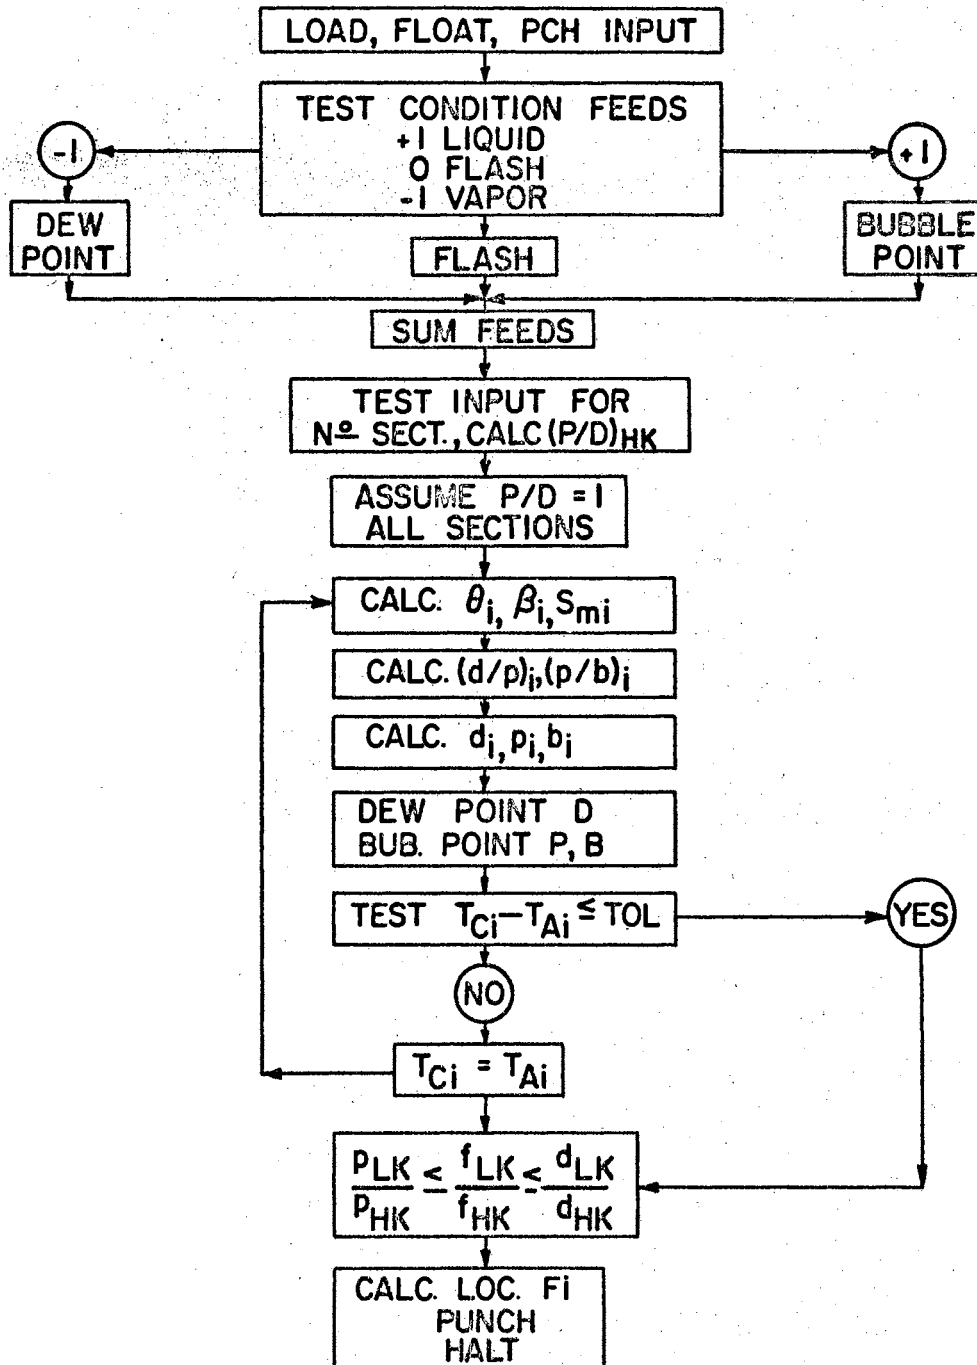 LOAD, FLOAT, PCH INPUT
TEST CONDITION FEEDS
+1 LIQUID
0 FLASH
-1 VAPOR
-1
+1
DEW
POINT
FLASH
BUBBLE
POINT
SUM FEEDS
TEST INPUT FOR
Nº SECT., CALC (P/D)HK
ASSUME P/D = 1
ALL SECTIONS
CALC. θi, βi, Smi
CALC. (d/p)i, (p/b)i
CALC. di, pi, bi
DEW POINT D
BUB. POINT P, B
TEST TCi – TAi ≤ TOL
YES
NO
TCi = TAi
pLK/pHK ≤ fLK/fHK ≤ dLK/dHK
CALC. LOC. Fi
PUNCH
HALT